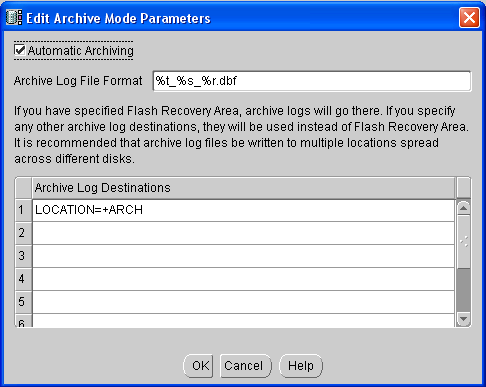 Edit Archive Mode Parameters
Automatic Archiving
Archive Log File Format %t_%s_%r.dbf
If you have specified Flash Recovery Area, archive logs will go there. If you specify
any other archive log destinations, they will be used instead of Flash Recovery Area.
It is recommended that archive log files be written to multiple locations spread
across different disks.
Archive Log Destinations
1 LOCATION=+ARCH
2
3
4
5
6
OK Cancel Help